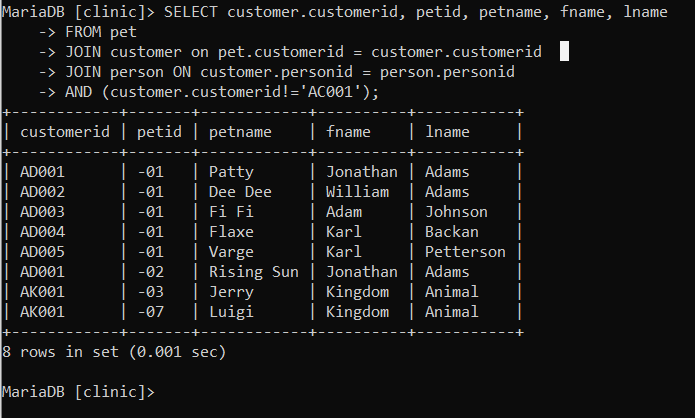 MariaDB [clinic]> SELECT customer.customerid, petid, petname, fname, lname
    -> FROM pet
    -> JOIN customer on pet.customerid = customer.customerid
    -> JOIN person ON customer.personid = person.personid
    -> AND (customer.customerid!='AC001');
+------------+-------+------------+----------+-----------+
| customerid | petid | petname    | fname    | lname     |
+------------+-------+------------+----------+-----------+
| AD001      | -01   | Patty      | Jonathan | Adams     |
| AD002      | -01   | Dee Dee    | William  | Adams     |
| AD003      | -01   | Fi Fi      | Adam     | Johnson   |
| AD004      | -01   | Flaxe      | Karl     | Backan    |
| AD005      | -01   | Varge      | Karl     | Petterson |
| AD001      | -02   | Rising Sun | Jonathan | Adams     |
| AK001      | -03   | Jerry      | Kingdom  | Animal    |
| AK001      | -07   | Luigi      | Kingdom  | Animal    |
+------------+-------+------------+----------+-----------+
8 rows in set (0.001 sec)
MariaDB [clinic]>